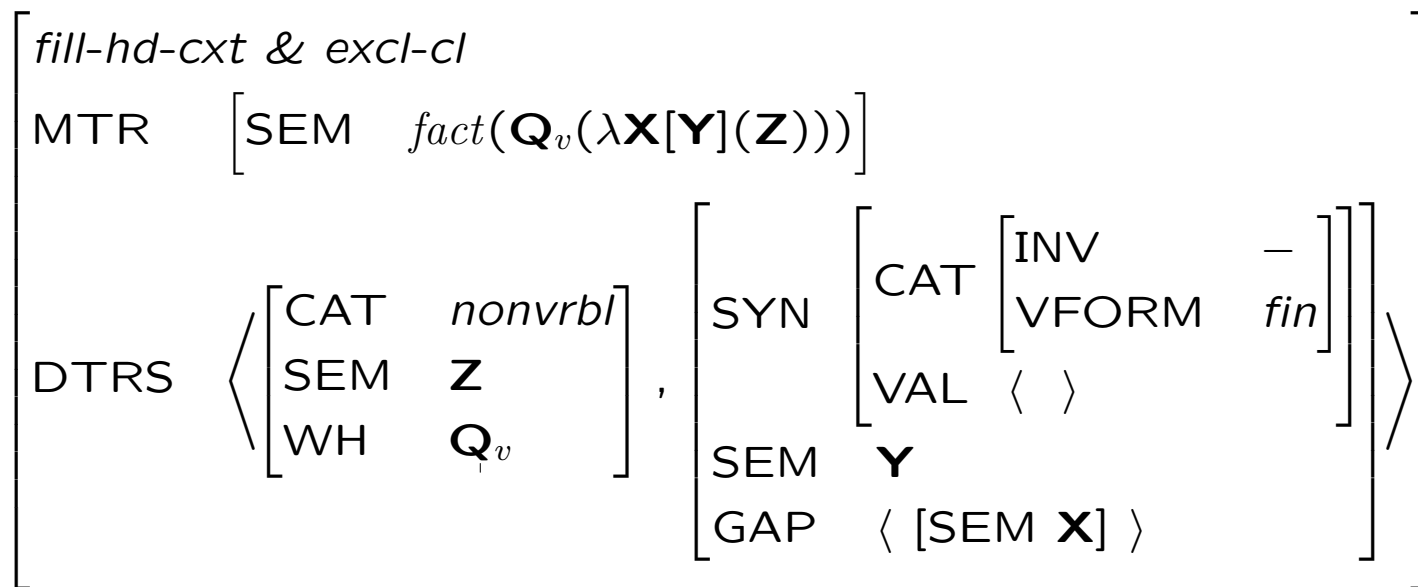 fill-hd-cxt & excl-cl
MTR [SEM fact(Q_v(λX[Y](Z)))]
DTRS ⟨[CAT nonvrbl
SEM Z
WH Q_v] , [SYN [CAT [INV –
VFORM fin]
VAL ⟨ ⟩]
SEM Y
GAP ⟨ [SEM X] ⟩]⟩